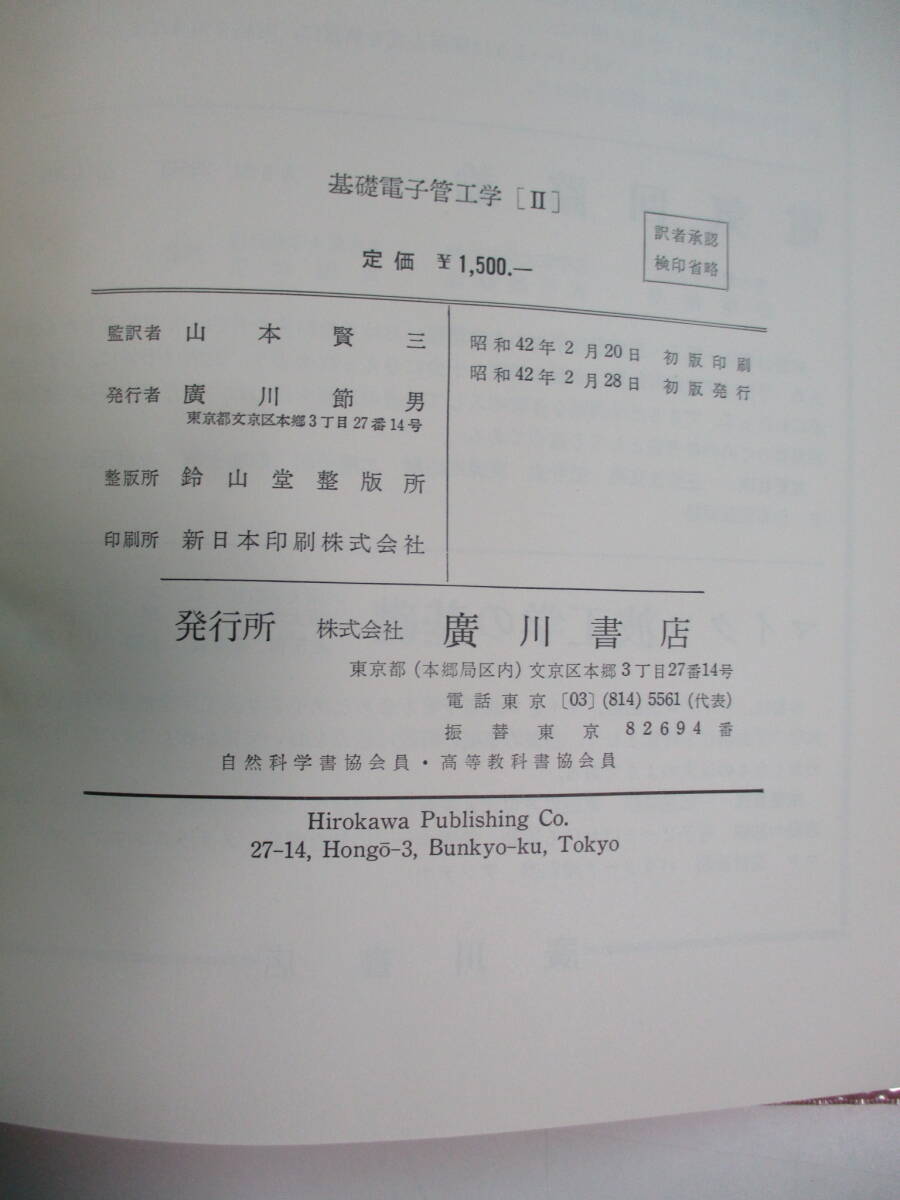 基礎電子管工学［Ⅱ］
定価 ￥1,500.—
訳者承認
検印省略
監訳者 山本賢三
発行者 廣川節男
東京都文京区本郷3丁目27番14号
整版所 鈴山堂整版所
印刷所 新日本印刷株式会社
昭和42年2月20日 初版印刷
昭和42年2月28日 初版発行
発行所 株式会社 廣川書店
東京都（本郷局区内）文京区本郷3丁目27番14号
電話東京〔03〕(814) 5561（代表）
振替東京 82694番
自然科学書協会員・高等教科書協会員
Hirokawa Publishing Co.
27-14, Hongō-3, Bunkyo-ku, Tokyo